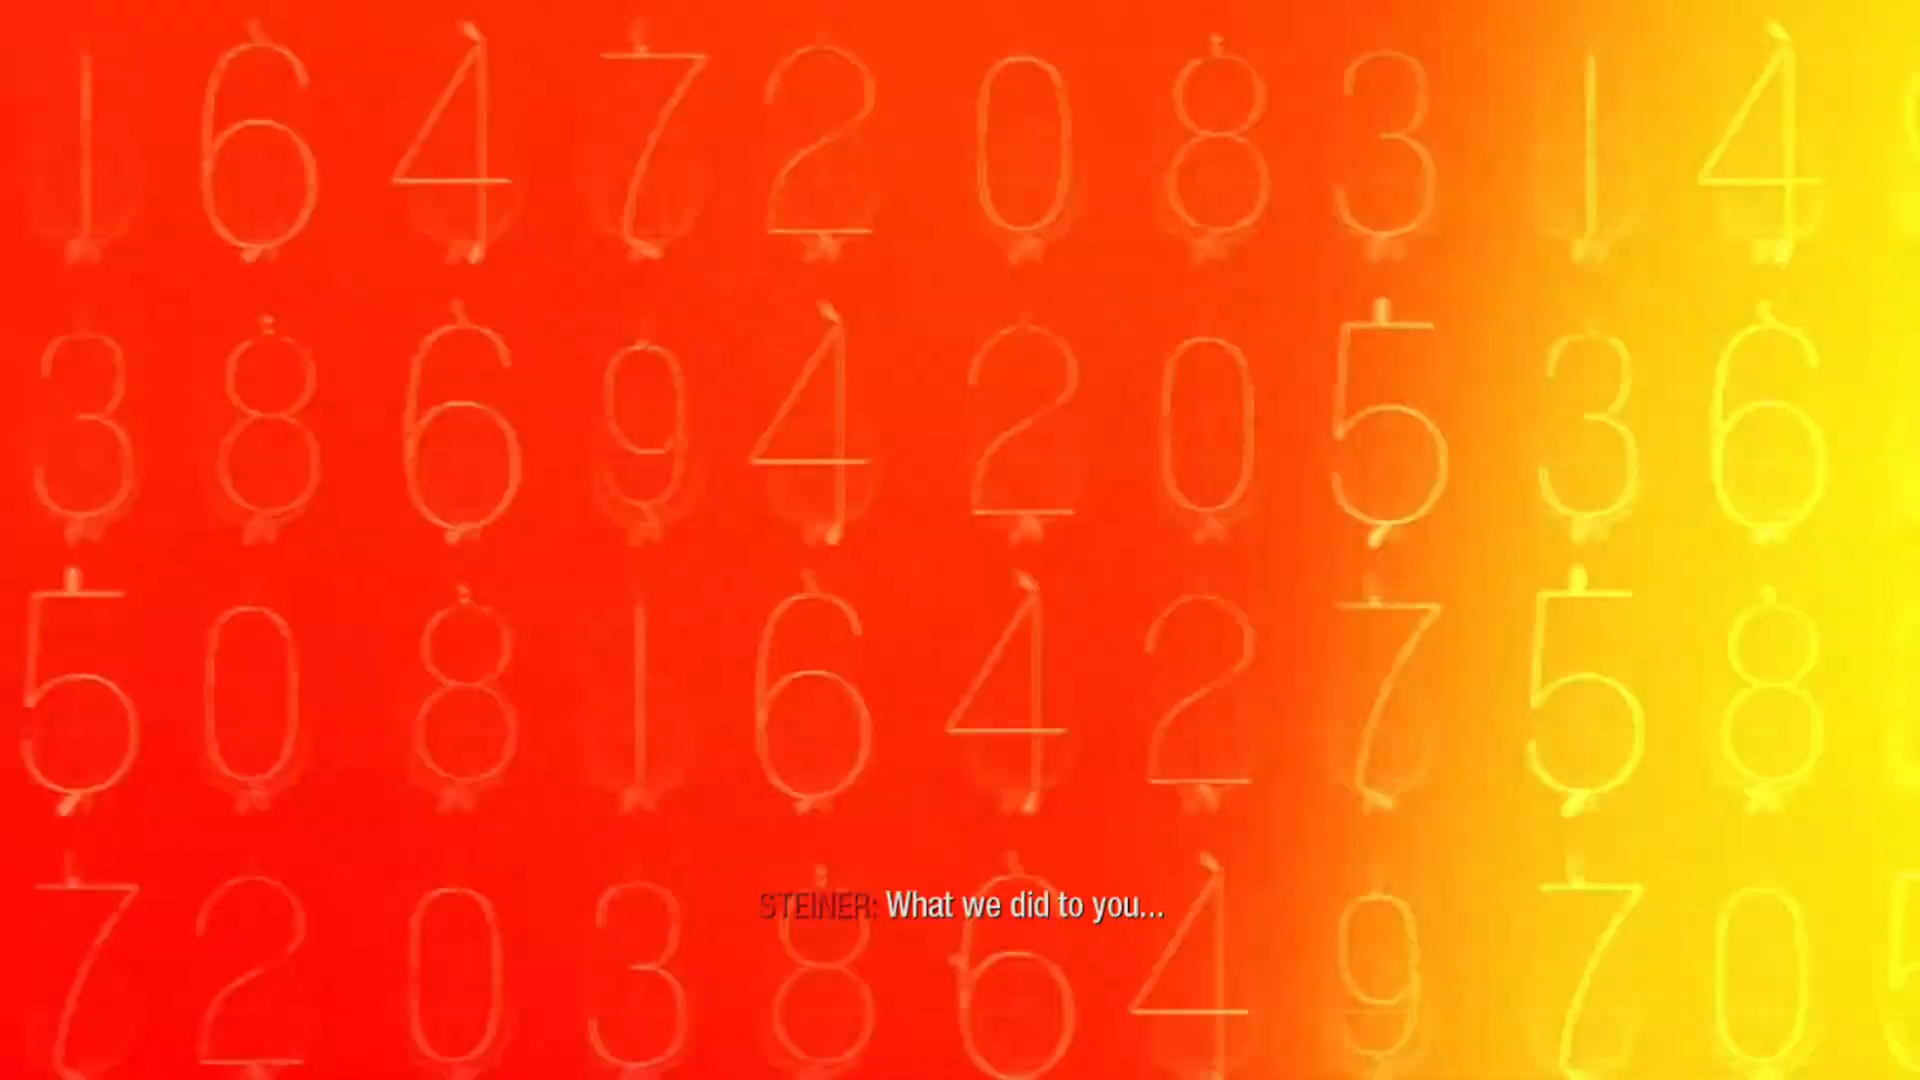 1 6 4 7 2 0 8 3 1 4
3 8 6 9 4 2 0 5 3 6
5 0 8 1 6 4 2 7 5 8
STEINER: What we did to you...
7 2 0 3 8 6 4 9 7 0 5